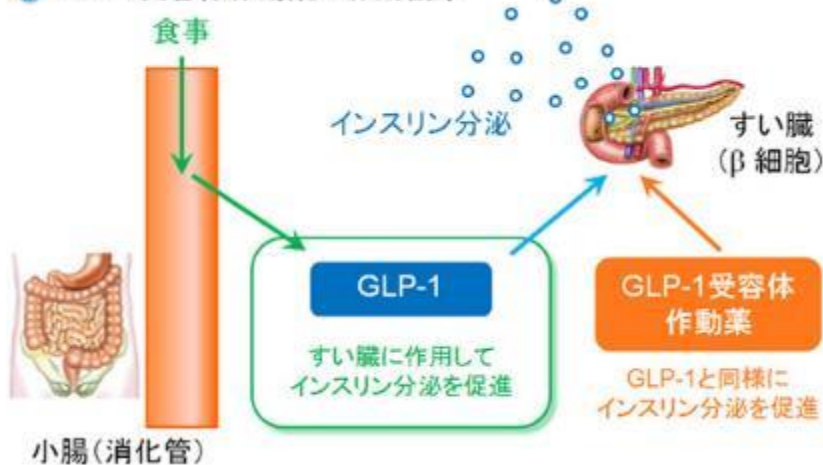 食事
インスリン分泌
すい臓
(β 細胞)
GLP-1
すい臓に作用して
インスリン分泌を促進
GLP-1受容体
作動薬
GLP-1と同様に
インスリン分泌を促進
小腸(消化管)